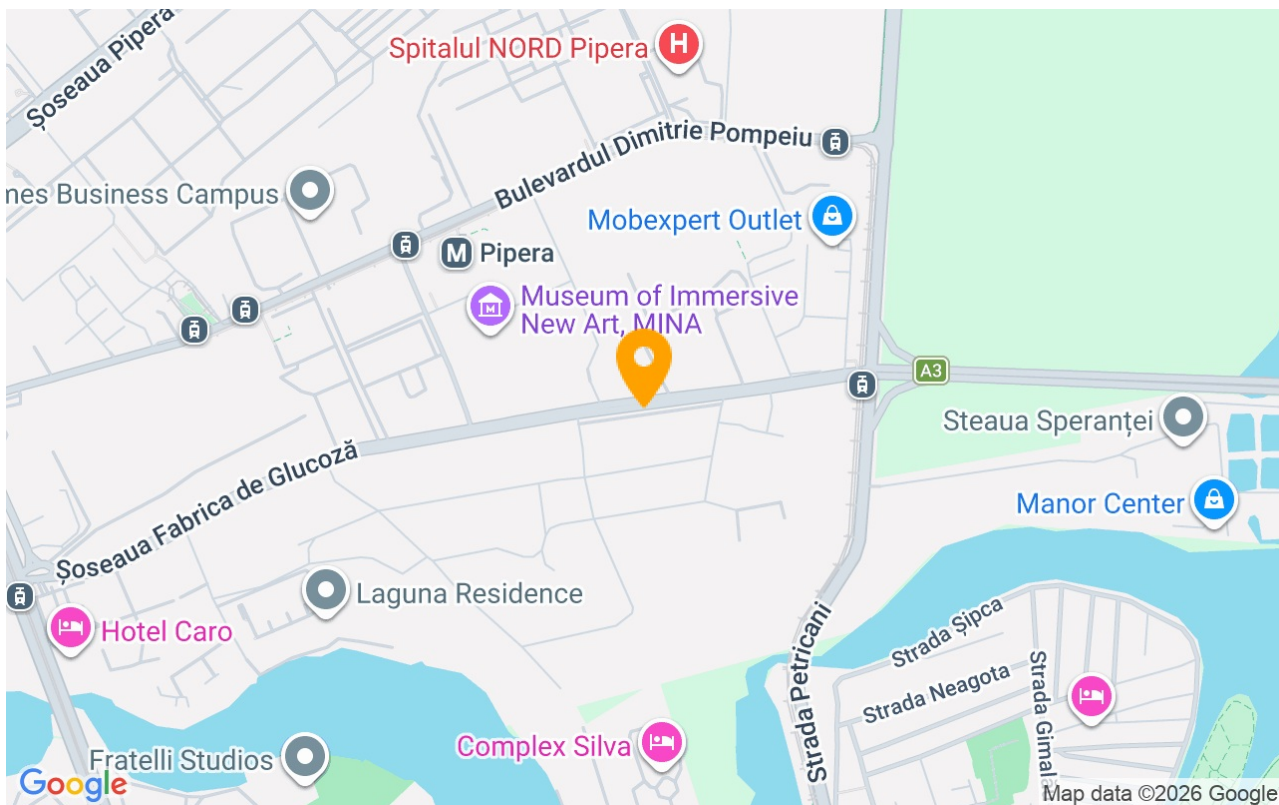 Șoseaua Pipera
Spitalul NORD Pipera
H
Bulevardul Dimitrie Pompeiu
mes Business Campus
Mobexpert Outlet
M Pipera
Museum of Immersive
New Art, MINA
A3
Steaua Speranței
Manor Center
Șoseaua Fabrica de Glucoză
Laguna Residence
Hotel Caro
Strada Șipca
Strada Neagota
Strada Gimală
Strada Petricani
Complex Silva
Fratelli Studios
Google
Map data ©2026 Google